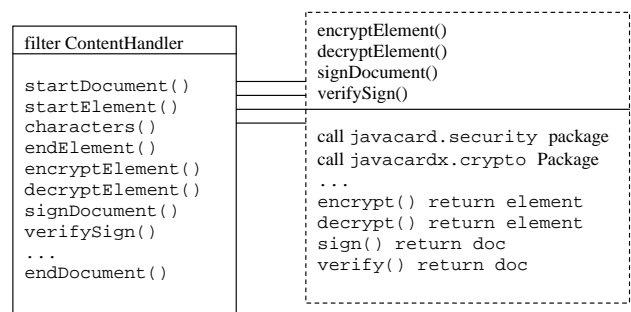 filter ContentHandler
startDocument()
startElement()
characters()
endElement()
encryptElement()
decryptElement()
signDocument()
verifySign()
...
endDocument()
encryptElement()
decryptElement()
signDocument()
verifySign()
call javacard.security package
call javacardx.crypto Package
...
encrypt() return element
decrypt() return element
sign() return doc
verify() return doc